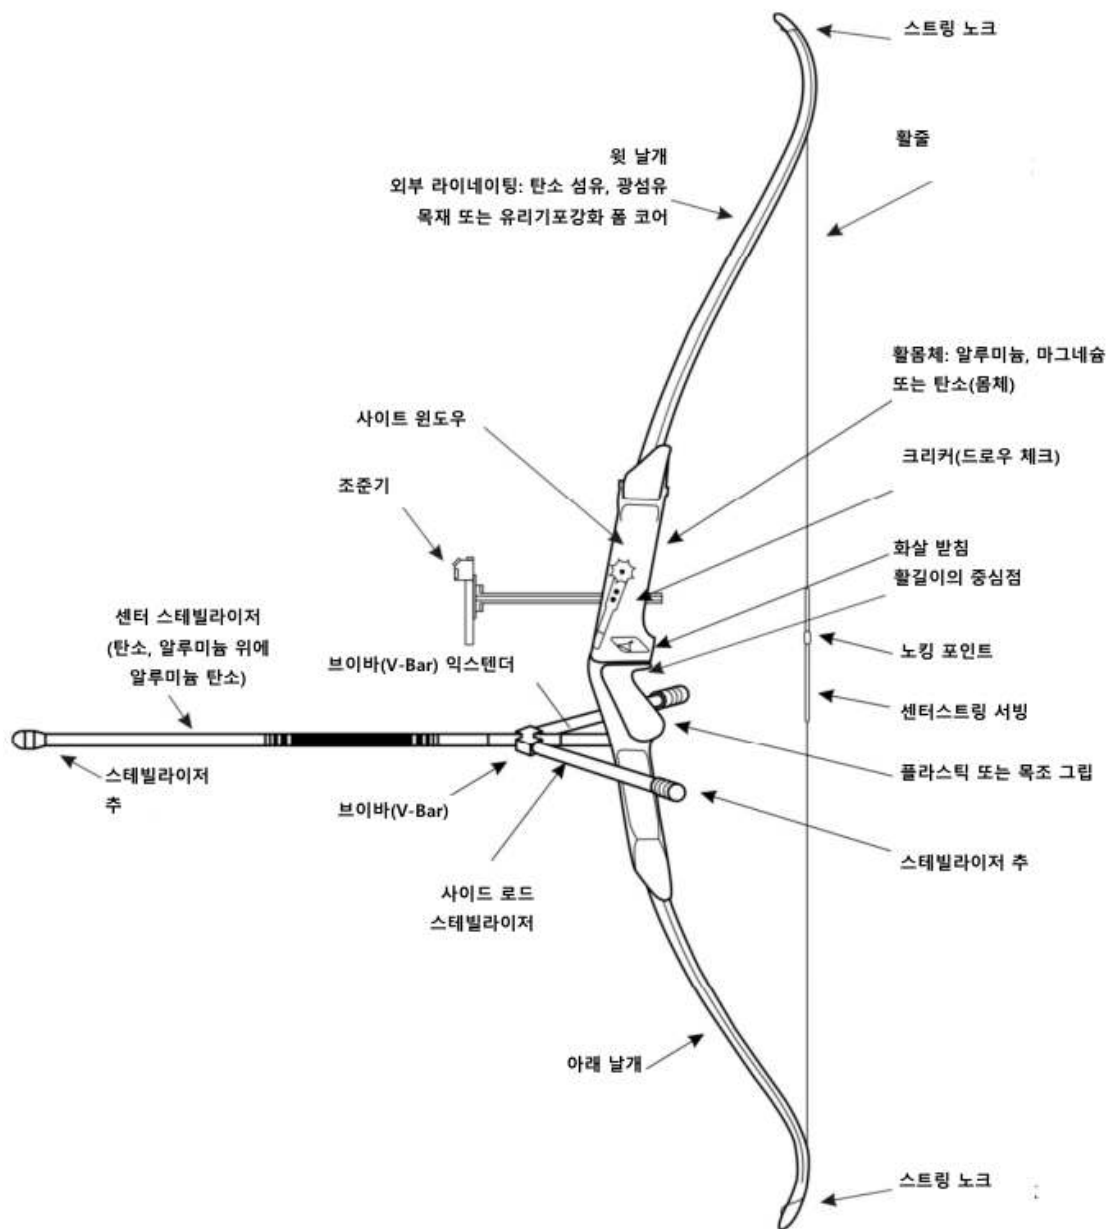 스트링 노크
활줄
윗 날개
외부 라이네이팅: 탄소 섬유, 광섬유
목재 또는 유리기포강화 폼 코어
활몸체: 알루미늄, 마그네슘
또는 탄소(몸체)
사이트 윈도우
크리커(드로우 체크)
조준기
화살 받침
활길이의 중심점
센터 스테빌라이저
(탄소, 알루미늄 위에
알루미늄 탄소)
브이바(V-Bar) 익스텐더
노킹 포인트
센터스트링 서빙
스테빌라이저
추
플라스틱 또는 목조 그립
브이바(V-Bar)
스테빌라이저 추
사이드 로드
스테빌라이저
아래 날개
스트링 노크